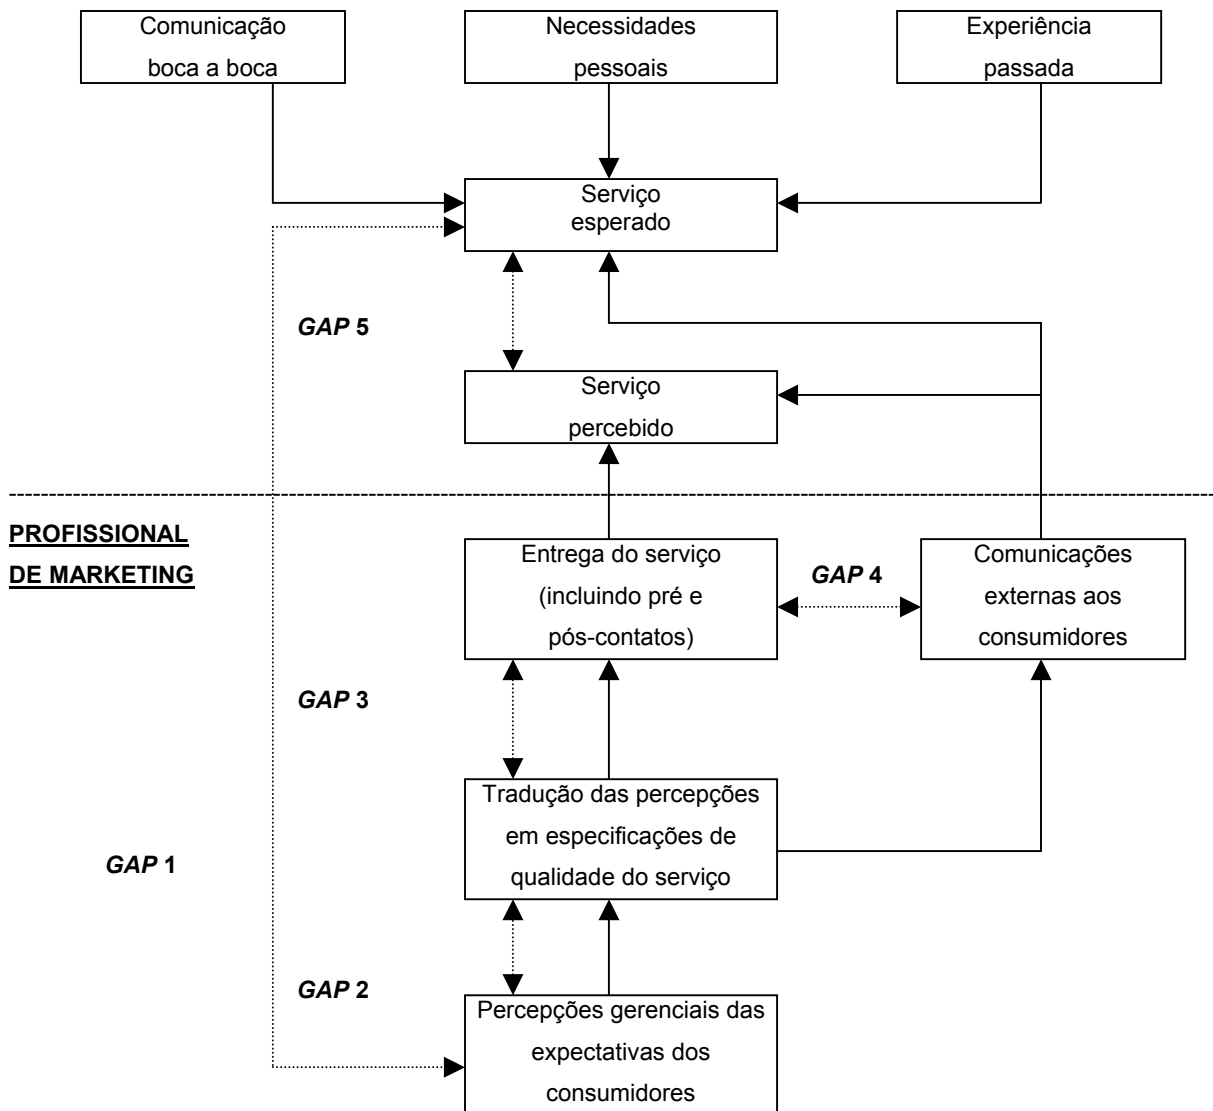 Comunicação
boca a boca
Necessidades
pessoais
Experiência
passada
Serviço
esperado
GAP 5
Serviço
percebido
PROFISSIONAL
DE MARKETING
Entrega do serviço
(incluindo pré e
pós-contatos)
GAP 4
Comunicações
externas aos
consumidores
GAP 3
Tradução das percepções
em especificações de
qualidade do serviço
GAP 1
GAP 2
Percepções gerenciais das
expectativas dos
consumidores